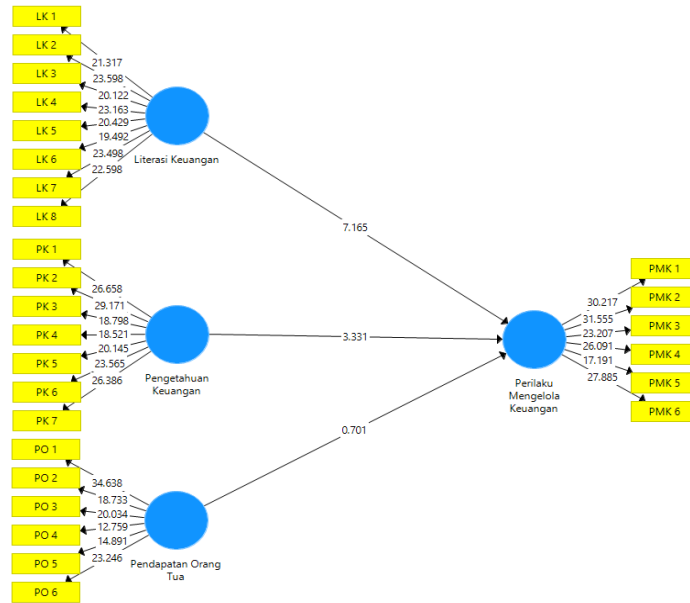 LK 1
LK 2
LK 3
LK 4
LK 5
LK 6
LK 7
LK 8
21.317
23.598
20.122
23.163
20.429
19.492
23.498
22.598
Literasi Keuangan
7.165
PK 1
PK 2
PK 3
PK 4
PK 5
PK 6
PK 7
26.658
29.171
18.798
18.521
20.145
23.565
26.386
Pengetahuan
Keuangan
3.331
PO 1
PO 2
PO 3
PO 4
PO 5
PO 6
34.638
18.733
20.034
12.759
14.891
23.246
Pendapatan Orang
Tua
0.701
Perilaku
Mengelola
Keuangan
30.217
31.555
23.207
26.091
17.191
27.885
PMK 1
PMK 2
PMK 3
PMK 4
PMK 5
PMK 6